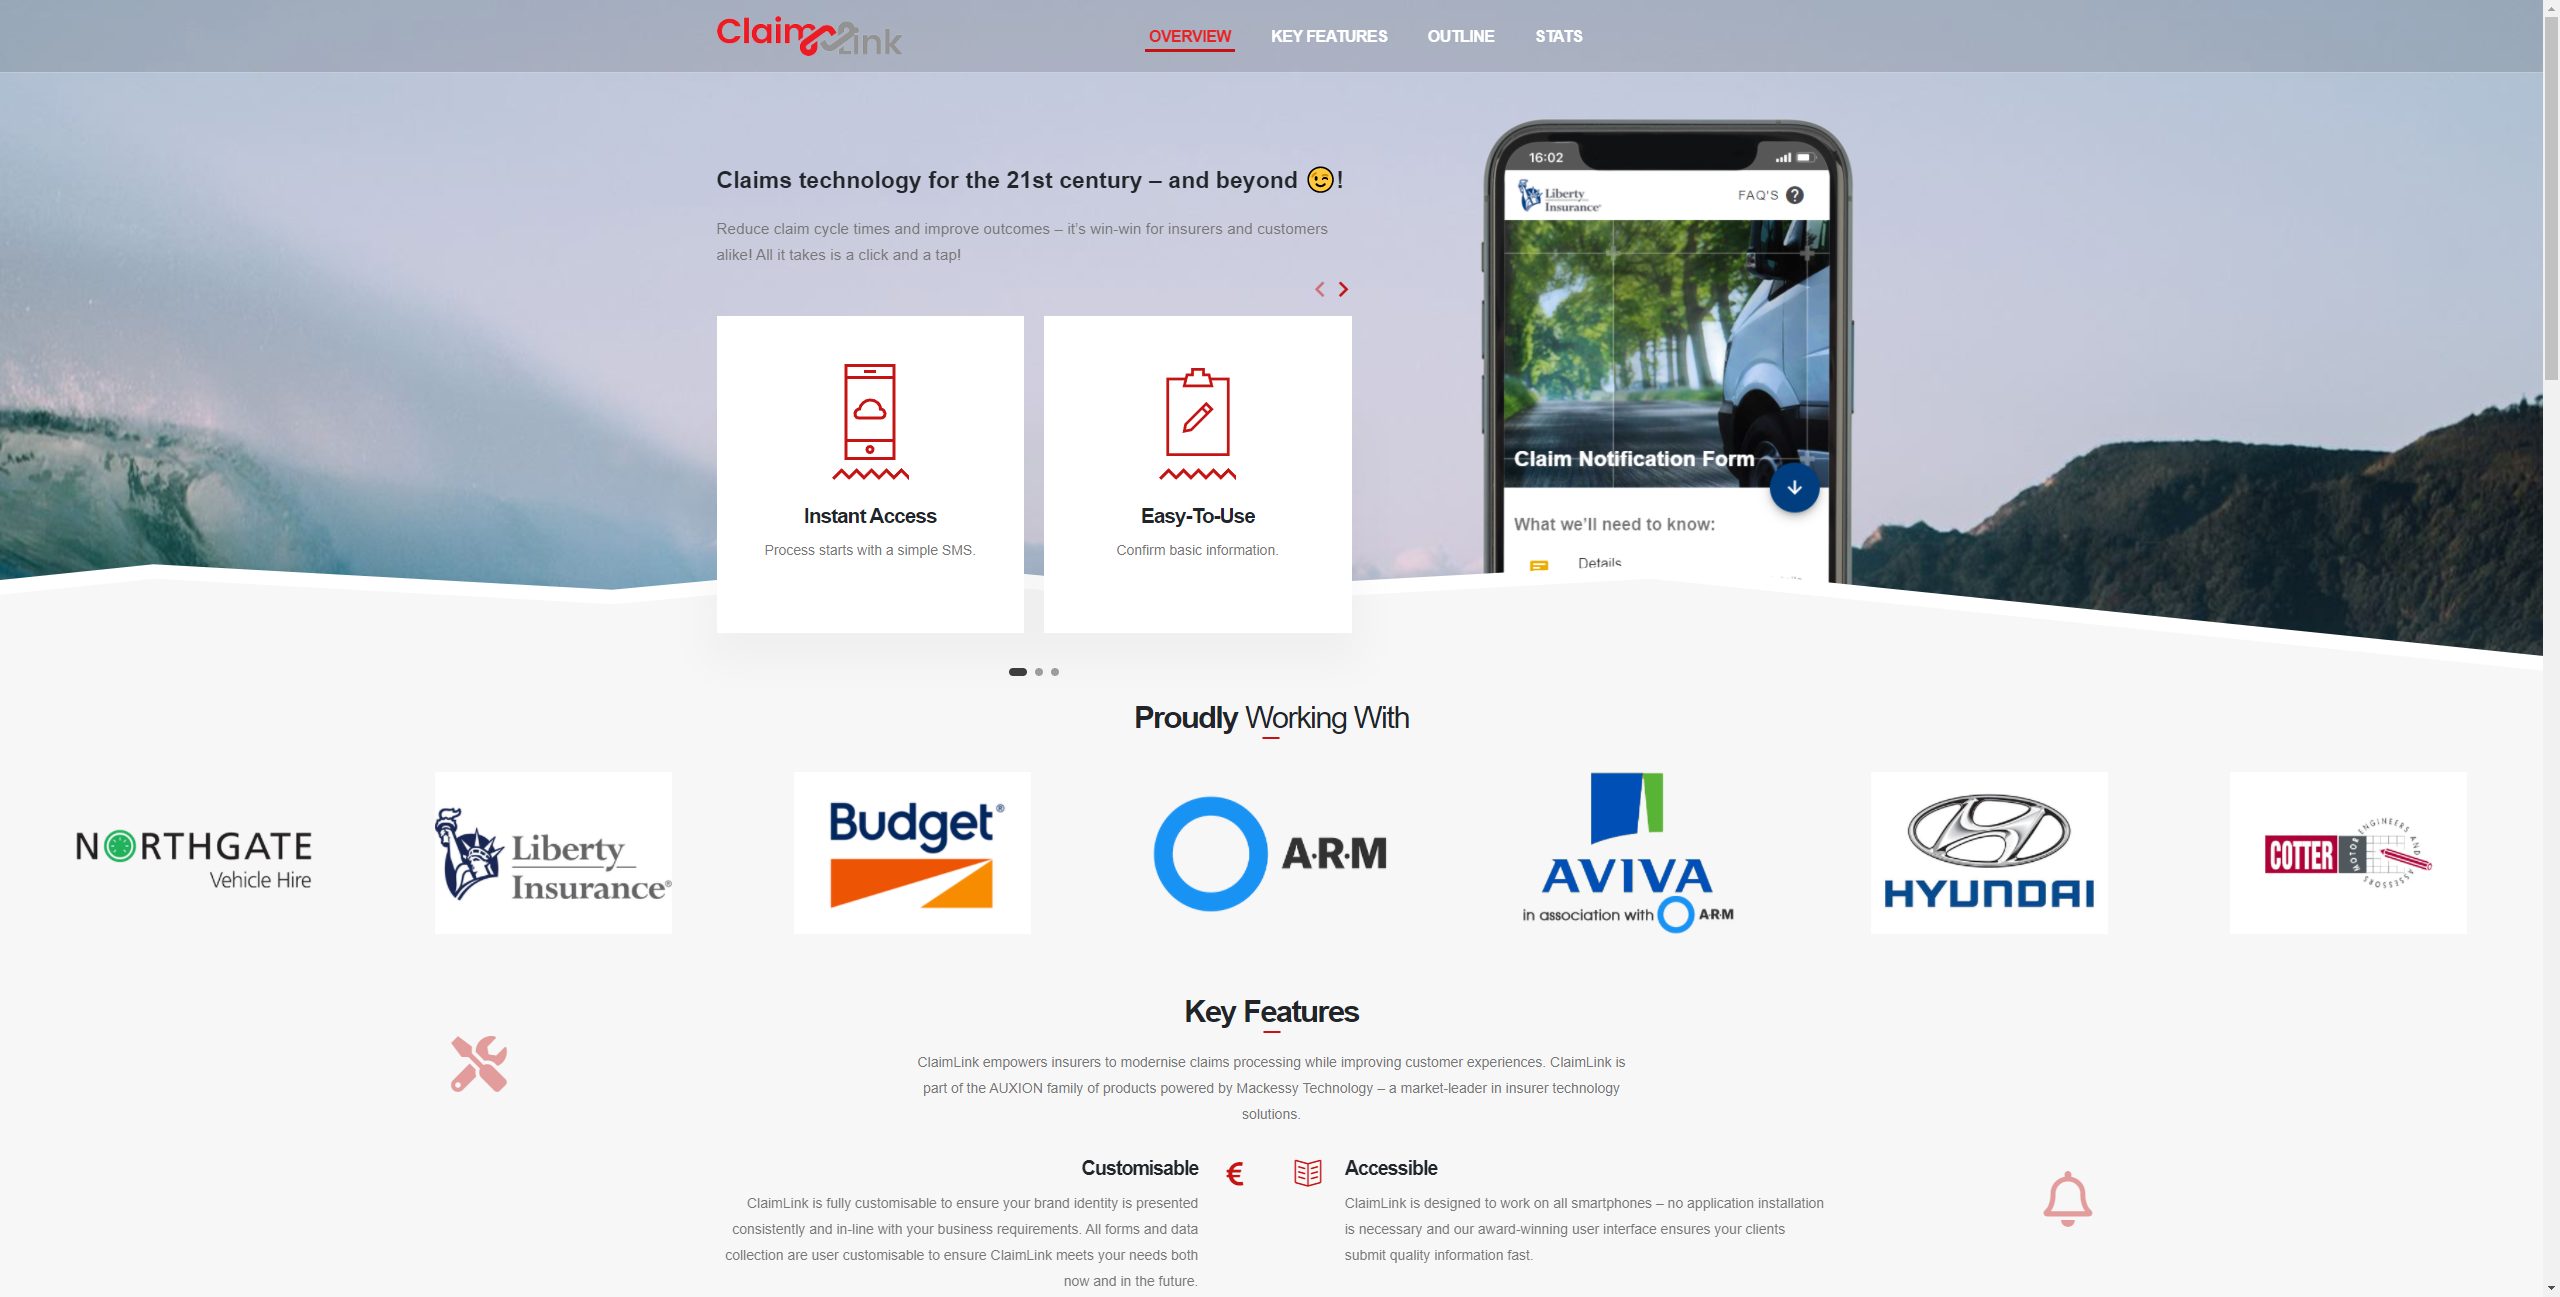 ClaimLink
OVERVIEW
KEY FEATURES
OUTLINE
STATS
Claims technology for the 21st century – and beyond 😉!
Reduce claim cycle times and improve outcomes – it's win-win for insurers and customers
alike! All it takes is a click and a tap!
Instant Access
Process starts with a simple SMS.
Easy-To-Use
Confirm basic information.
16:02
Liberty
Insurance®
FAQ'S ?
Claim Notification Form
What we'll need to know:
Details
Proudly Working With
NORTHGATE
Vehicle Hire
Liberty
Insurance®
Budget®
A·R·M
AVIVA
in association with A·R·M
HYUNDAI
COTTER
MOTOR ENGINEERS AND ASSESSORS
Key Features
ClaimLink empowers insurers to modernise claims processing while improving customer experiences. ClaimLink is
part of the AUXION family of products powered by Mackessy Technology – a market-leader in insurer technology
solutions.
Customisable
ClaimLink is fully customisable to ensure your brand identity is presented
consistently and in-line with your business requirements. All forms and data
collection are user customisable to ensure ClaimLink meets your needs both
now and in the future.
€
Accessible
ClaimLink is designed to work on all smartphones – no application installation
is necessary and our award-winning user interface ensures your clients
submit quality information fast.